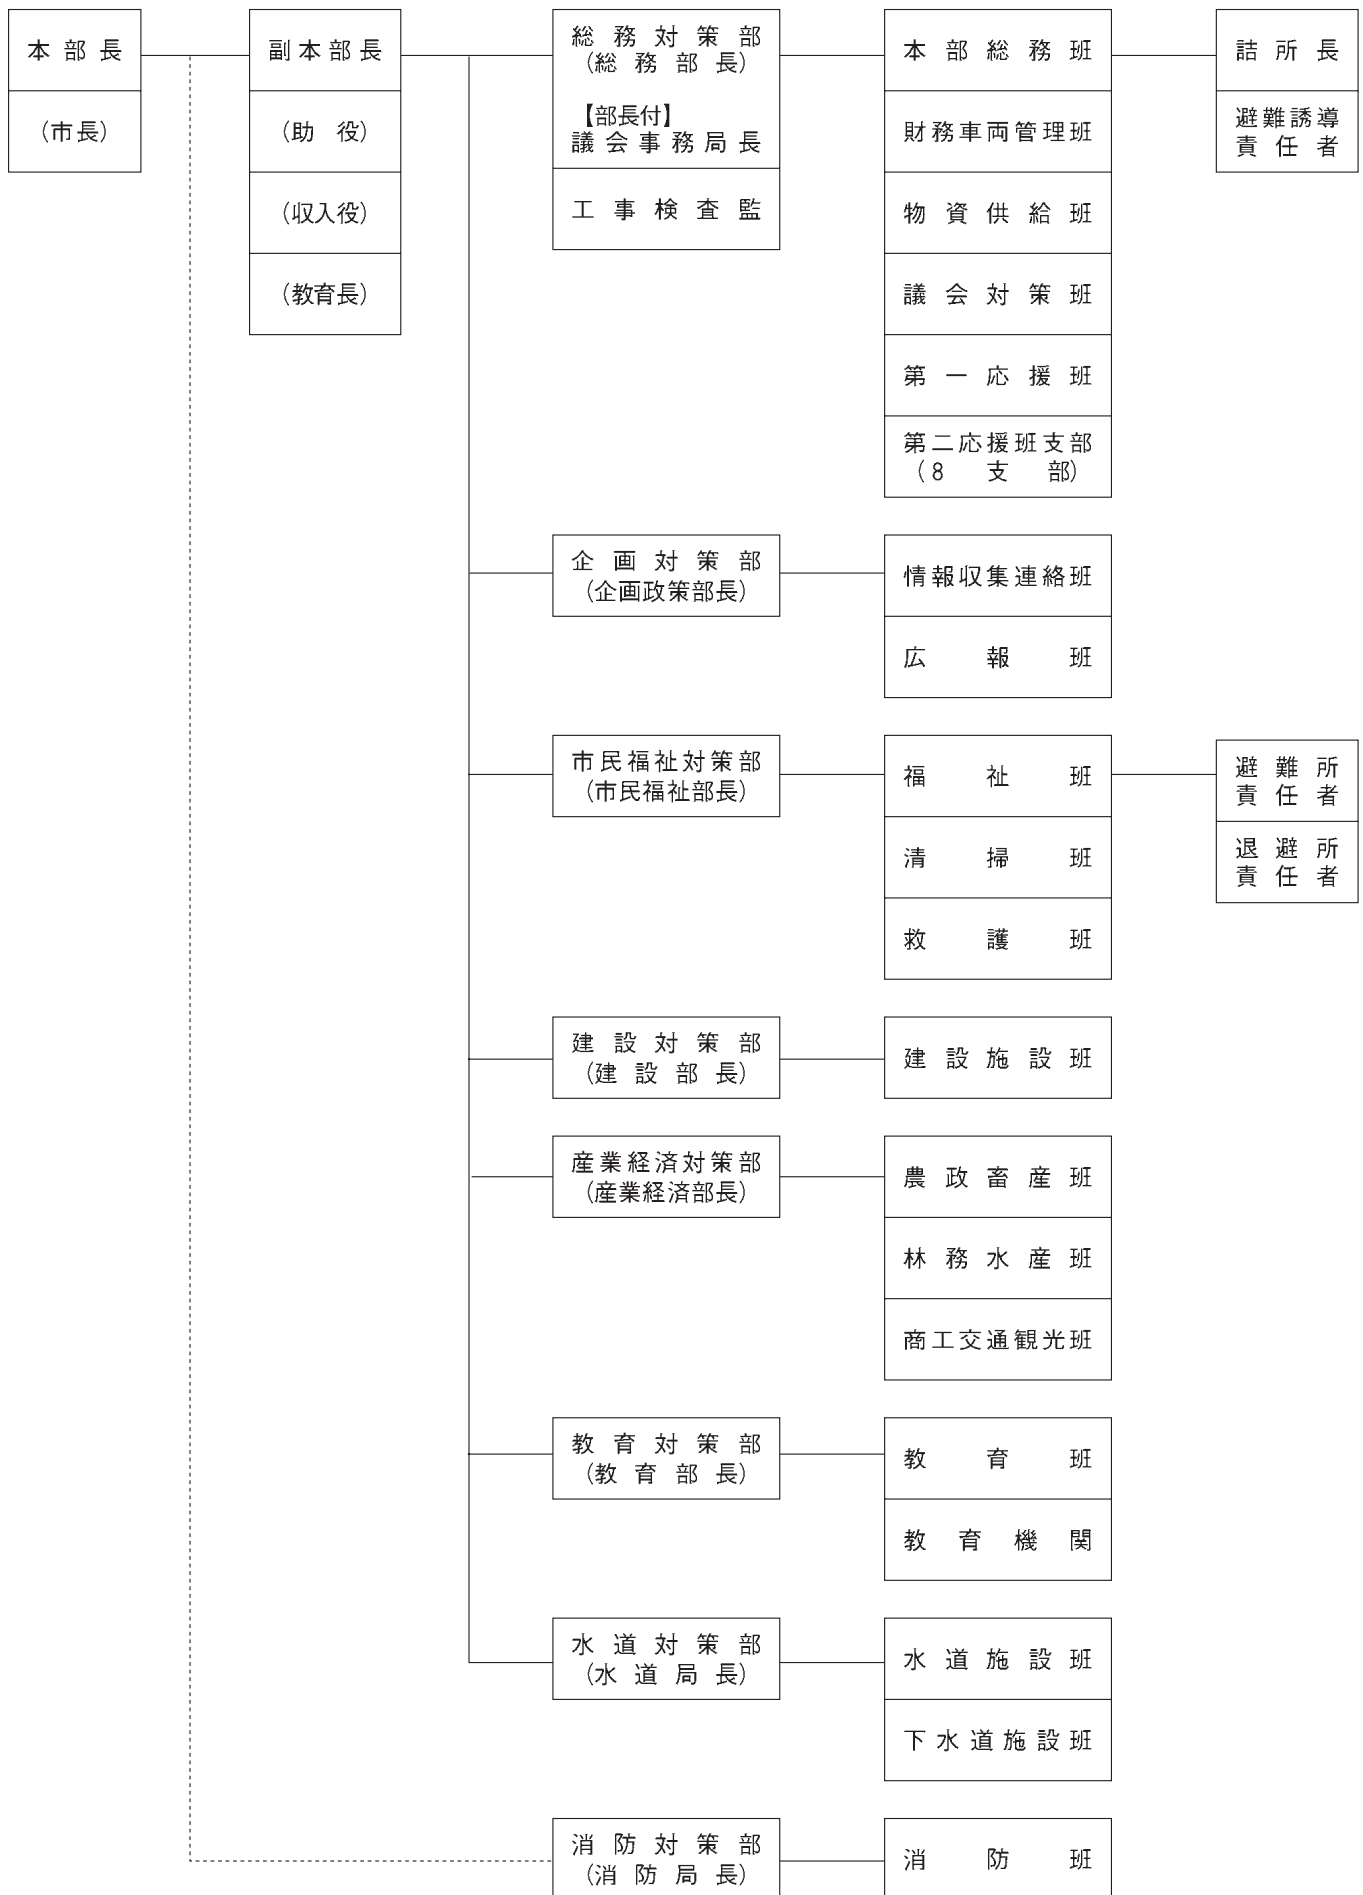 本部長
(市長)
副本部長
(助役)
(収入役)
(教育長)
総務対策部
(総務部長)
【部長付】
議会事務局長
工事検査監
本部総務班
財務車両管理班
物資供給班
議会対策班
第一応援班
第二応援班支部
(8支部)
詰所長
避難誘導
責任者
企画対策部
(企画政策部長)
情報収集連絡班
広報班
市民福祉対策部
(市民福祉部長)
福祉班
清掃班
救護班
避難所
責任者
退避所
責任者
建設対策部
(建設部長)
建設施設班
産業経済対策部
(産業経済部長)
農政畜産班
林務水産班
商工交通観光班
教育対策部
(教育部長)
教育班
教育機関
水道対策部
(水道局長)
水道施設班
下水道施設班
消防対策部
(消防局長)
消防班